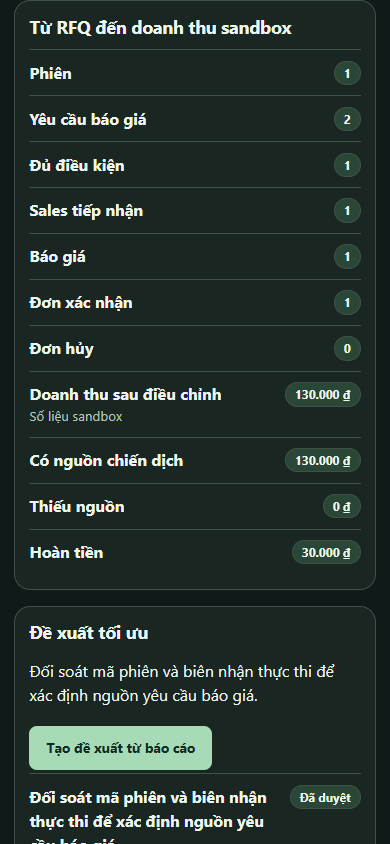 Từ RFQ đến doanh thu sandbox
Phiên 1
Yêu cầu báo giá 2
Đủ điều kiện 1
Sales tiếp nhận 1
Báo giá 1
Đơn xác nhận 1
Đơn hủy 0
Doanh thu sau điều chỉnh 130.000 ₫
Số liệu sandbox
Có nguồn chiến dịch 130.000 ₫
Thiếu nguồn 0 ₫
Hoàn tiền 30.000 ₫
Đề xuất tối ưu
Đối soát mã phiên và biên nhận thực thi để
xác định nguồn yêu cầu báo giá.
Tạo đề xuất từ báo cáo
Đối soát mã phiên và biên nhận Đã duyệt
thực thi để xác định nguồn yêu
cầu báo giá.